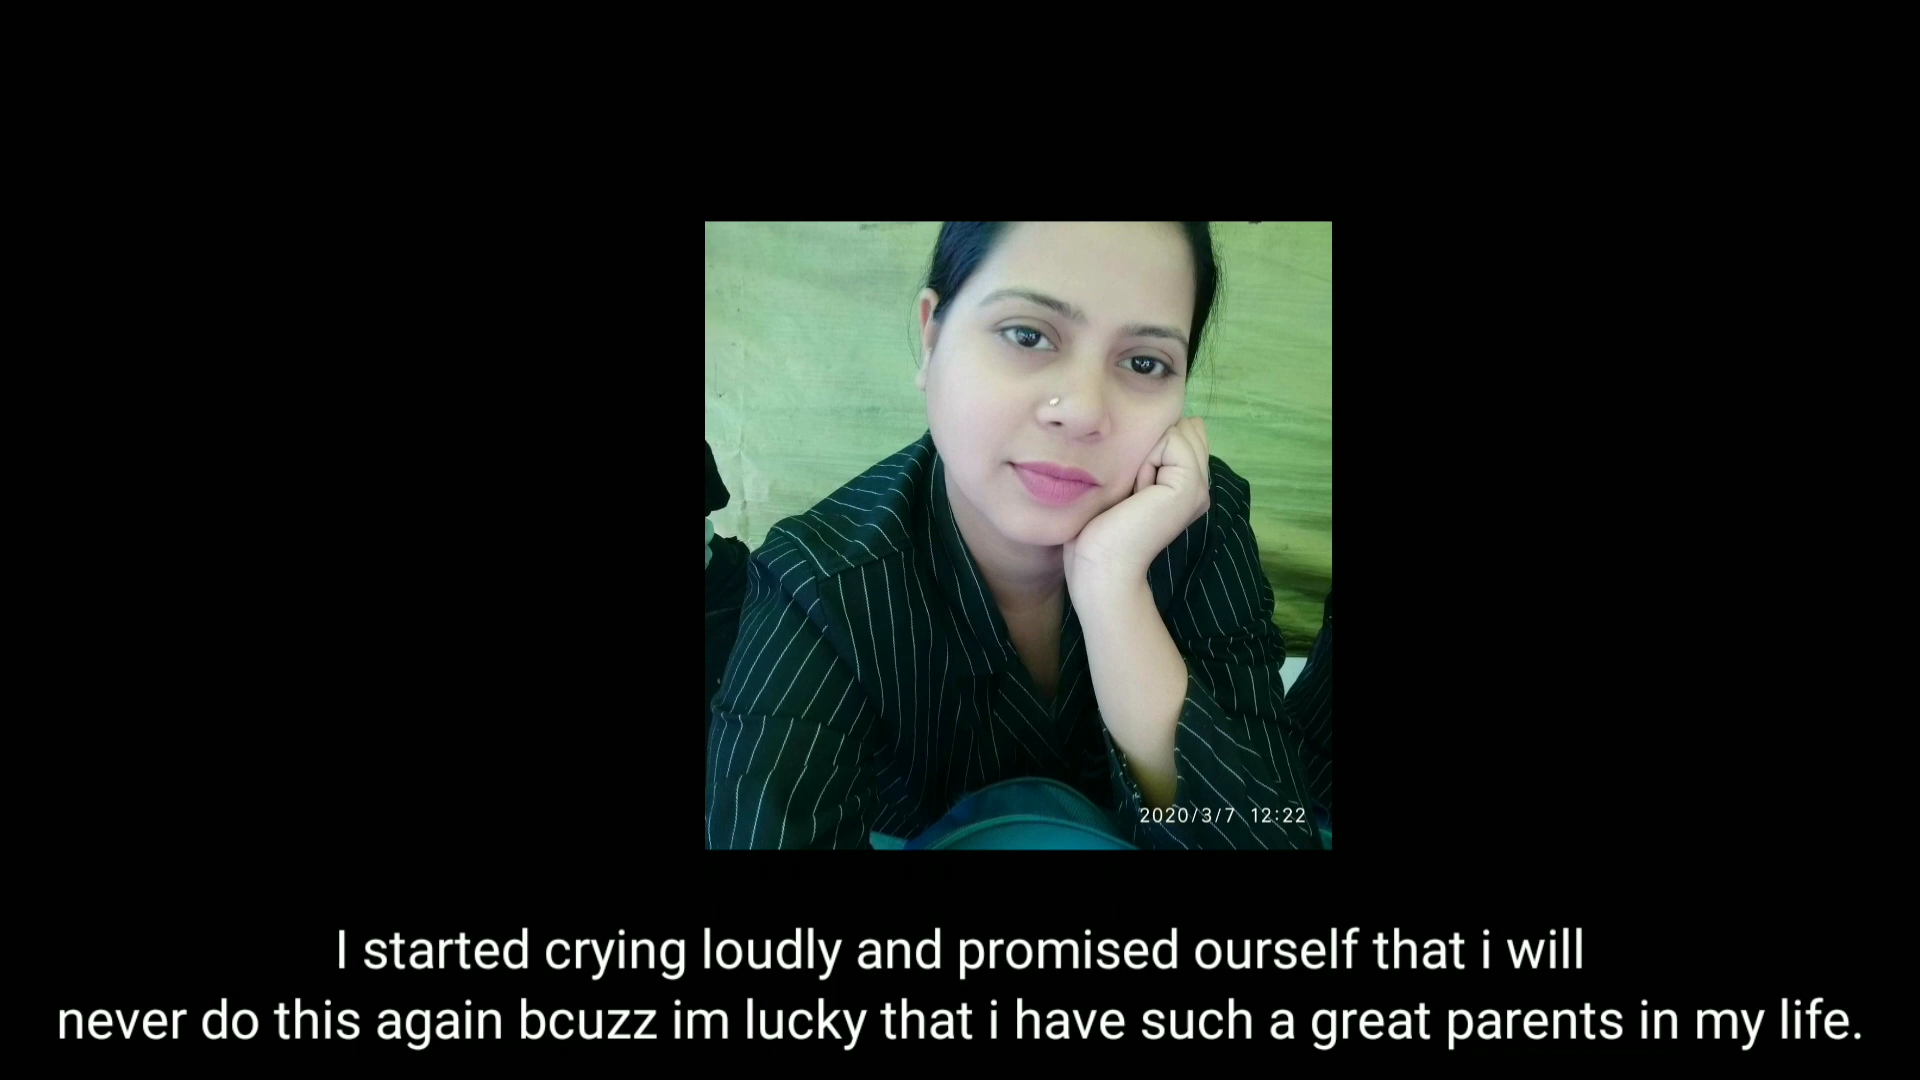 2020/3/7 12:22
I started crying loudly and promised ourself that i will
never do this again bcuzz im lucky that i have such a great parents in my life.